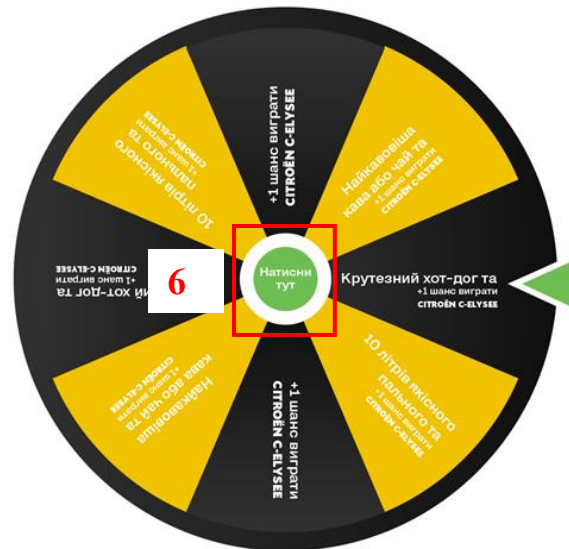 +1 шанс виграти
CITROËN C-ELYSEE
Найкавовіша
кава або чай та
+1 шанс виграти
CITROËN C-ELYSEE
Крутезний хот-дог та
+1 шанс виграти
CITROËN C-ELYSEE
10 літрів якісного
пального та
+1 шанс виграти
CITROËN C-ELYSEE
+1 шанс виграти
CITROËN C-ELYSEE
Найкавовіша
кава або чай та
+1 шанс виграти
CITROËN C-ELYSEE
хот-дог та
+1 шанс виграти
CITROËN C-ELYSEE
10 літрів якісного
пального та
+1 шанс виграти
CITROËN C-ELYSEE
Натисни
тут
6